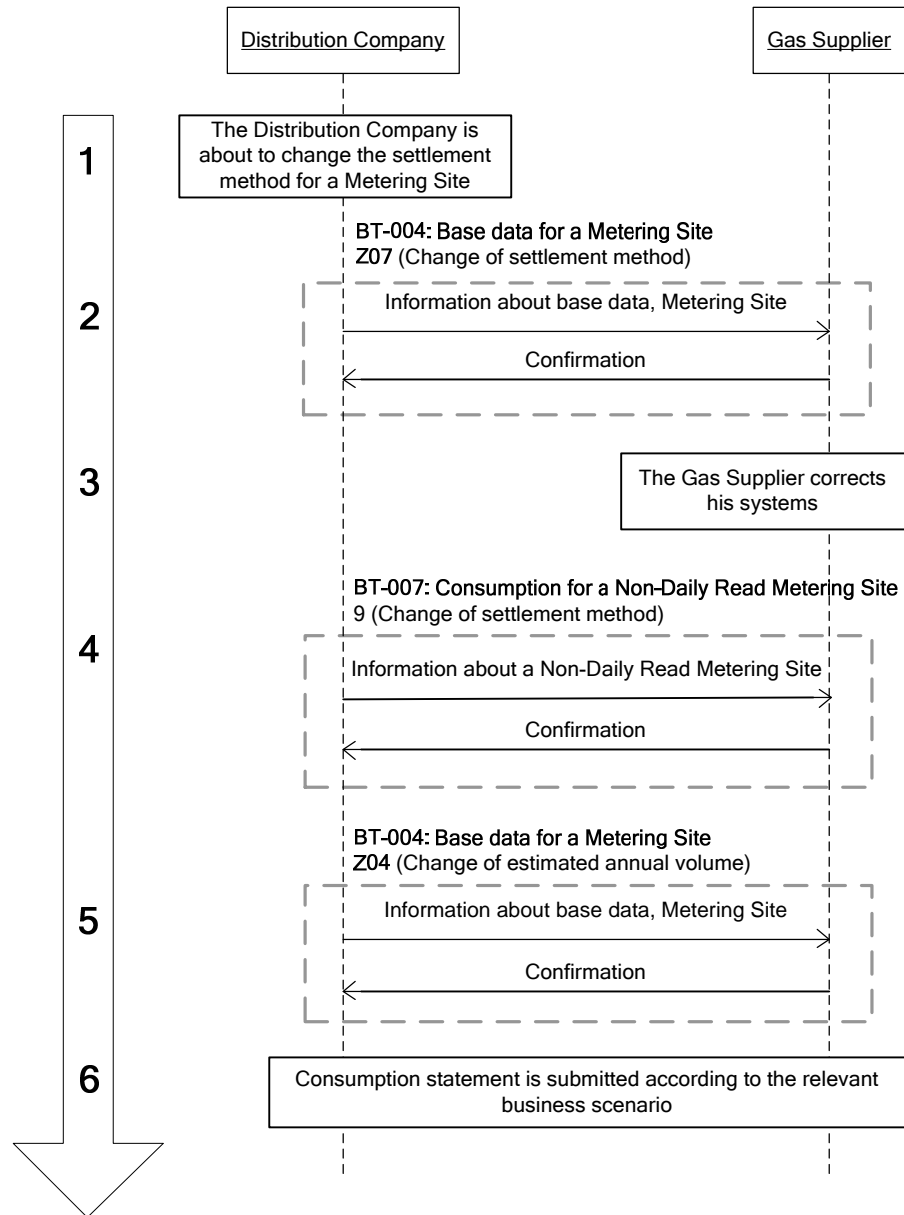 Distribution Company
Gas Supplier
1
The Distribution Company is
about to change the settlement
method for a Metering Site
BT-004: Base data for a Metering Site
Z07 (Change of settlement method)
2
Information about base data, Metering Site
Confirmation
3
The Gas Supplier corrects
his systems
BT-007: Consumption for a Non-Daily Read Metering Site
9 (Change of settlement method)
4
Information about a Non-Daily Read Metering Site
Confirmation
BT-004: Base data for a Metering Site
Z04 (Change of estimated annual volume)
5
Information about base data, Metering Site
Confirmation
6
Consumption statement is submitted according to the relevant
business scenario